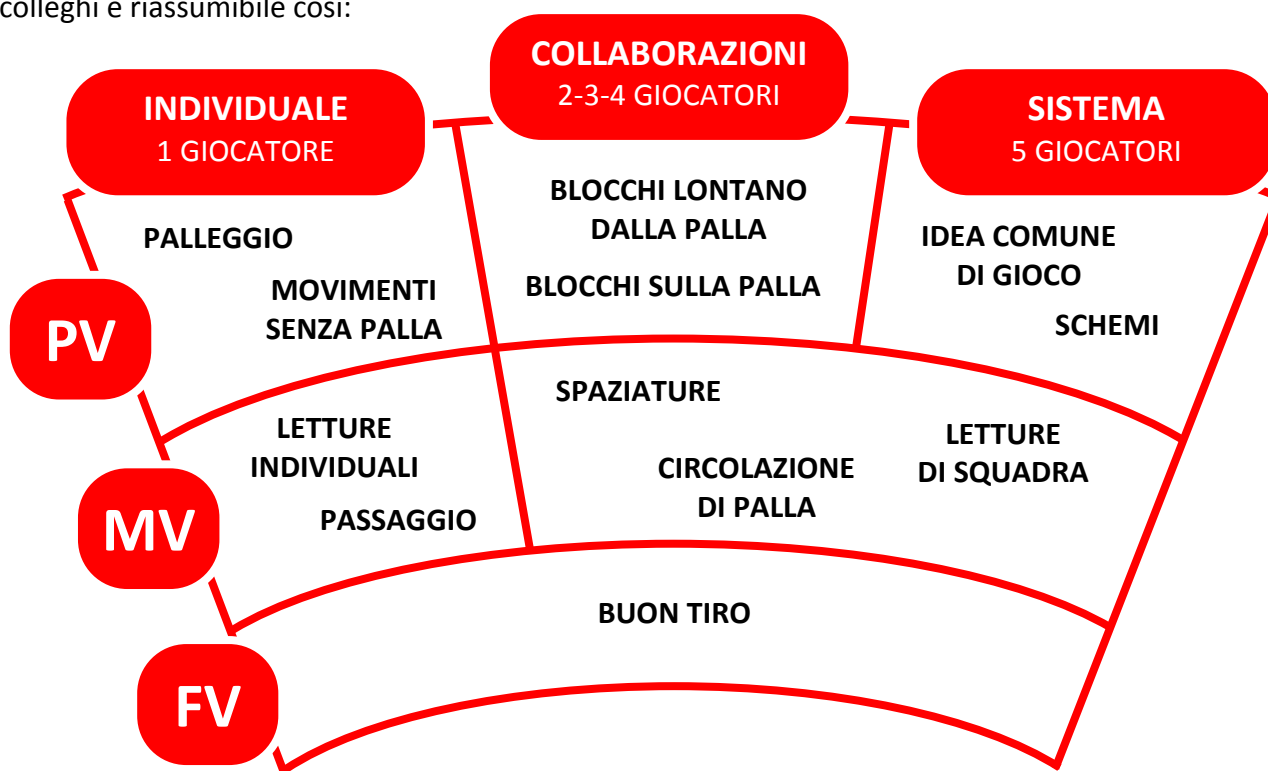 colleghi e riassumibile così:
COLLABORAZIONI
2-3-4 GIOCATORI
INDIVIDUALE
1 GIOCATORE
SISTEMA
5 GIOCATORI
PALLEGGIO
MOVIMENTI
SENZA PALLA
BLOCCHI LONTANO
DALLA PALLA
BLOCCHI SULLA PALLA
IDEA COMUNE
DI GIOCO
SCHEMI
PV
LETTURE
INDIVIDUALI
PASSAGGIO
SPAZIATURE
CIRCOLAZIONE
DI PALLA
LETTURE
DI SQUADRA
MV
BUON TIRO
FV